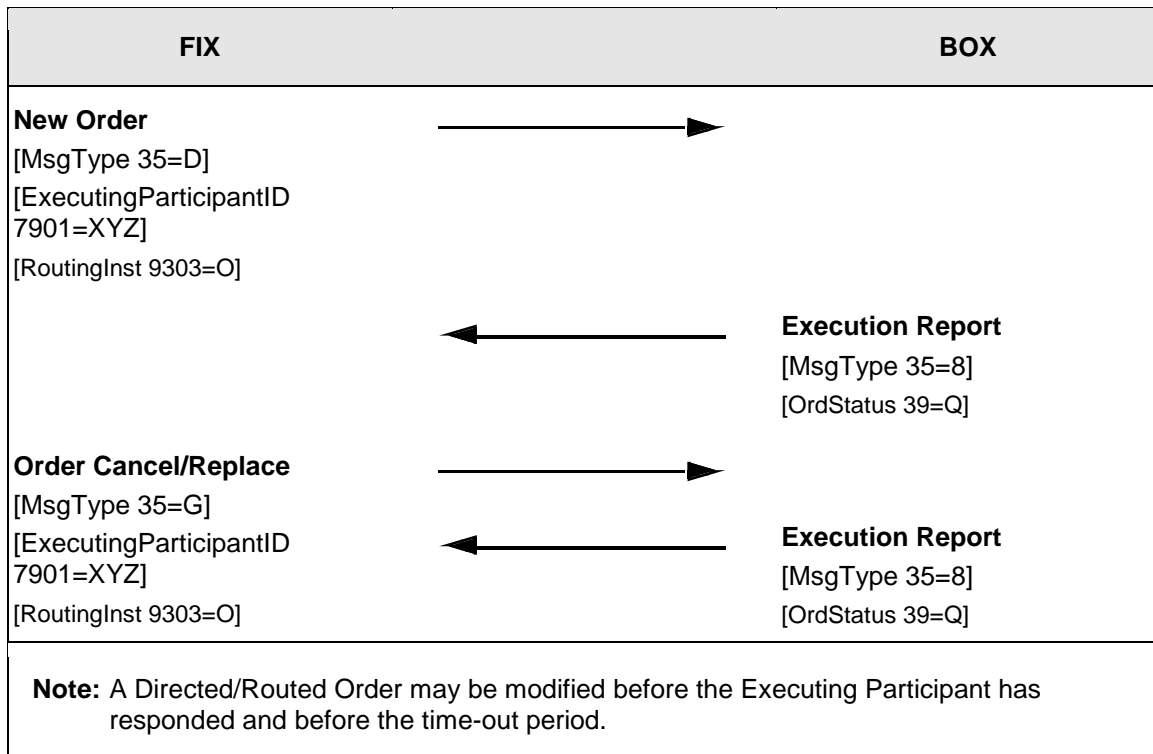 FIX BOX
New Order
[MsgType 35=D]
[ExecutingParticipantID
7901=XYZ]
[RoutingInst 9303=O]
Execution Report
[MsgType 35=8]
[OrdStatus 39=Q]
Order Cancel/Replace
[MsgType 35=G]
[ExecutingParticipantID
7901=XYZ]
[RoutingInst 9303=O]
Execution Report
[MsgType 35=8]
[OrdStatus 39=Q]
Note: A Directed/Routed Order may be modified before the Executing Participant has
responded and before the time-out period.